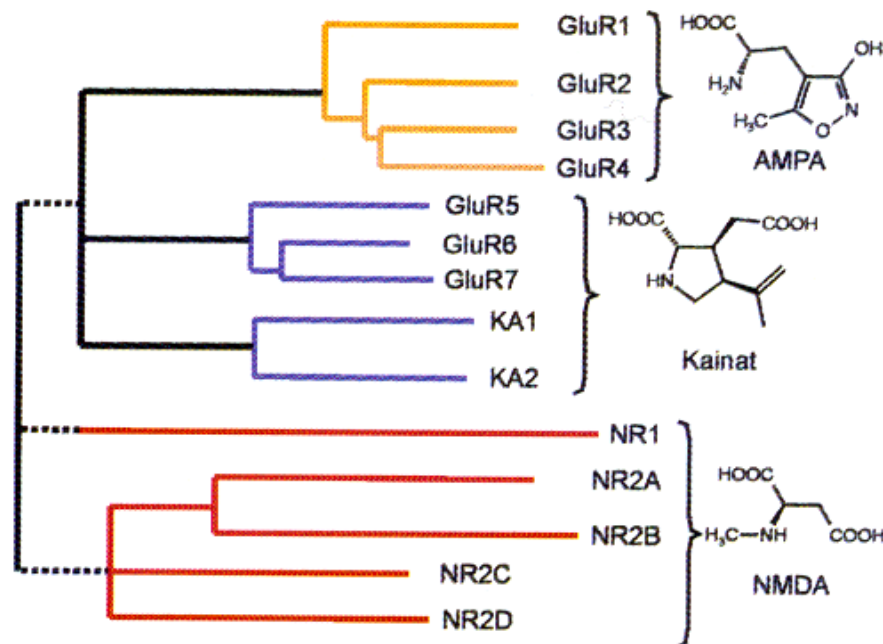 GluR1
GluR2
GluR3
GluR4
HOOC
H₂N
OH
N
O
H₃C
AMPA
GluR5
GluR6
GluR7
KA1
KA2
HOOC
COOH
HN
Kainat
NR1
NR2A
NR2B
NR2C
NR2D
HOOC
H₃C—NH
COOH
NMDA